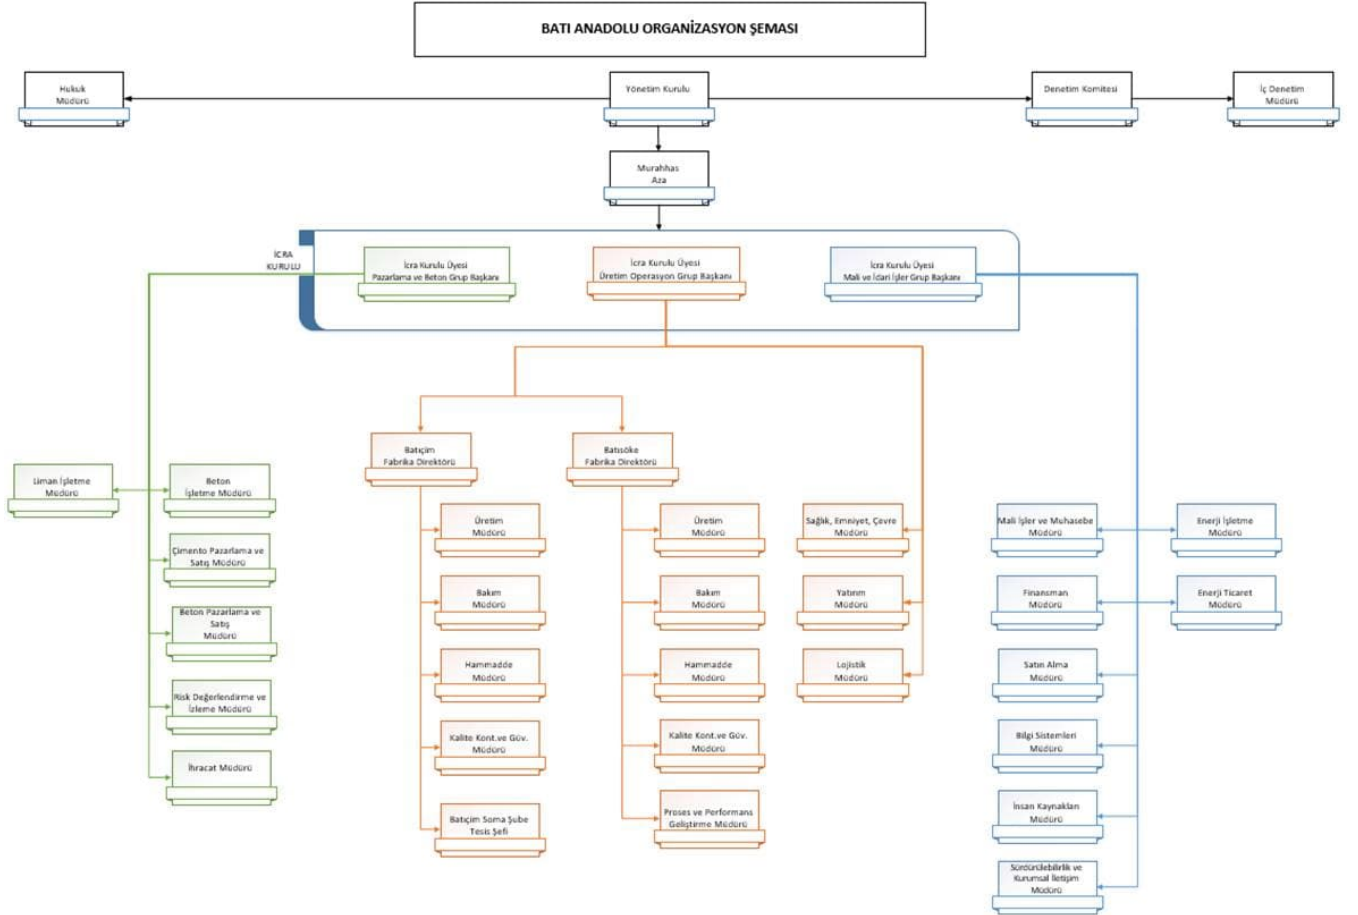 BATI ANADOLU ORGANİZASYON ŞEMASI
Hukuk
Müdürü
Yönetim Kurulu
Denetim Komitesi
İç Denetim
Müdürü
Murahhas
Aza
İCRA
KURULU
İcra Kurulu Üyesi
Pazarlama ve Beton Grup Başkanı
İcra Kurulu Üyesi
Üretim Operasyon Grup Başkanı
İcra Kurulu Üyesi
Mali ve İdari İşler Grup Başkanı
Liman İşletme
Müdürü
Beton
İşletme Müdürü
Çimento Pazarlama ve
Satış Müdürü
Beton Pazarlama ve
Satış
Müdürü
Risk Değerlendirme ve
İzleme Müdürü
İhracat Müdürü
Batıçim
Fabrika Direktörü
Üretim
Müdürü
Bakım
Müdürü
Hammadde
Müdürü
Kalite Kont.ve Güv.
Müdürü
Batıçim Soma Şube
Tesis Şefi
Batısöke
Fabrika Direktörü
Üretim
Müdürü
Bakım
Müdürü
Hammadde
Müdürü
Kalite Kont.ve Güv.
Müdürü
Proses ve Performans
Geliştirme Müdürü
Sağlık, Emniyet, Çevre
Müdürü
Yatırım
Müdürü
Lojistik
Müdürü
Mali İşler ve Muhasebe
Müdürü
Finansman
Müdürü
Satın Alma
Müdürü
Bilgi Sistemleri
Müdürü
İnsan Kaynakları
Müdürü
Sürdürülebilirlik ve
Kurumsal İletişim
Müdürü
Enerji İşletme
Müdürü
Enerji Ticaret
Müdürü